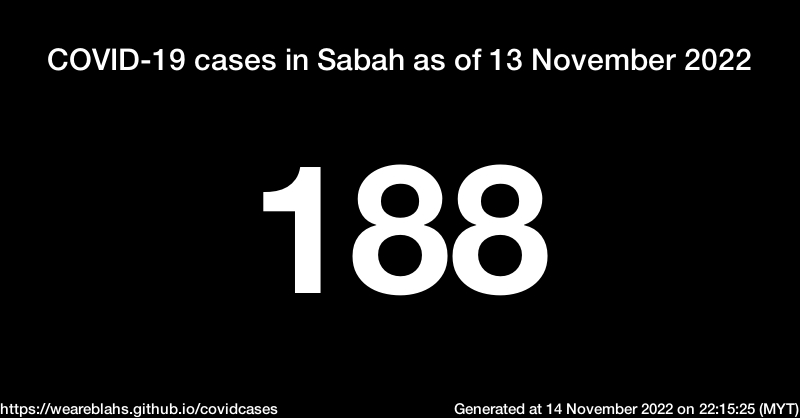 COVID-19 cases in Sabah as of 13 November 2022
188
https://weareblahs.github.io/covidcases
Generated at 14 November 2022 on 22:15:25 (MYT)